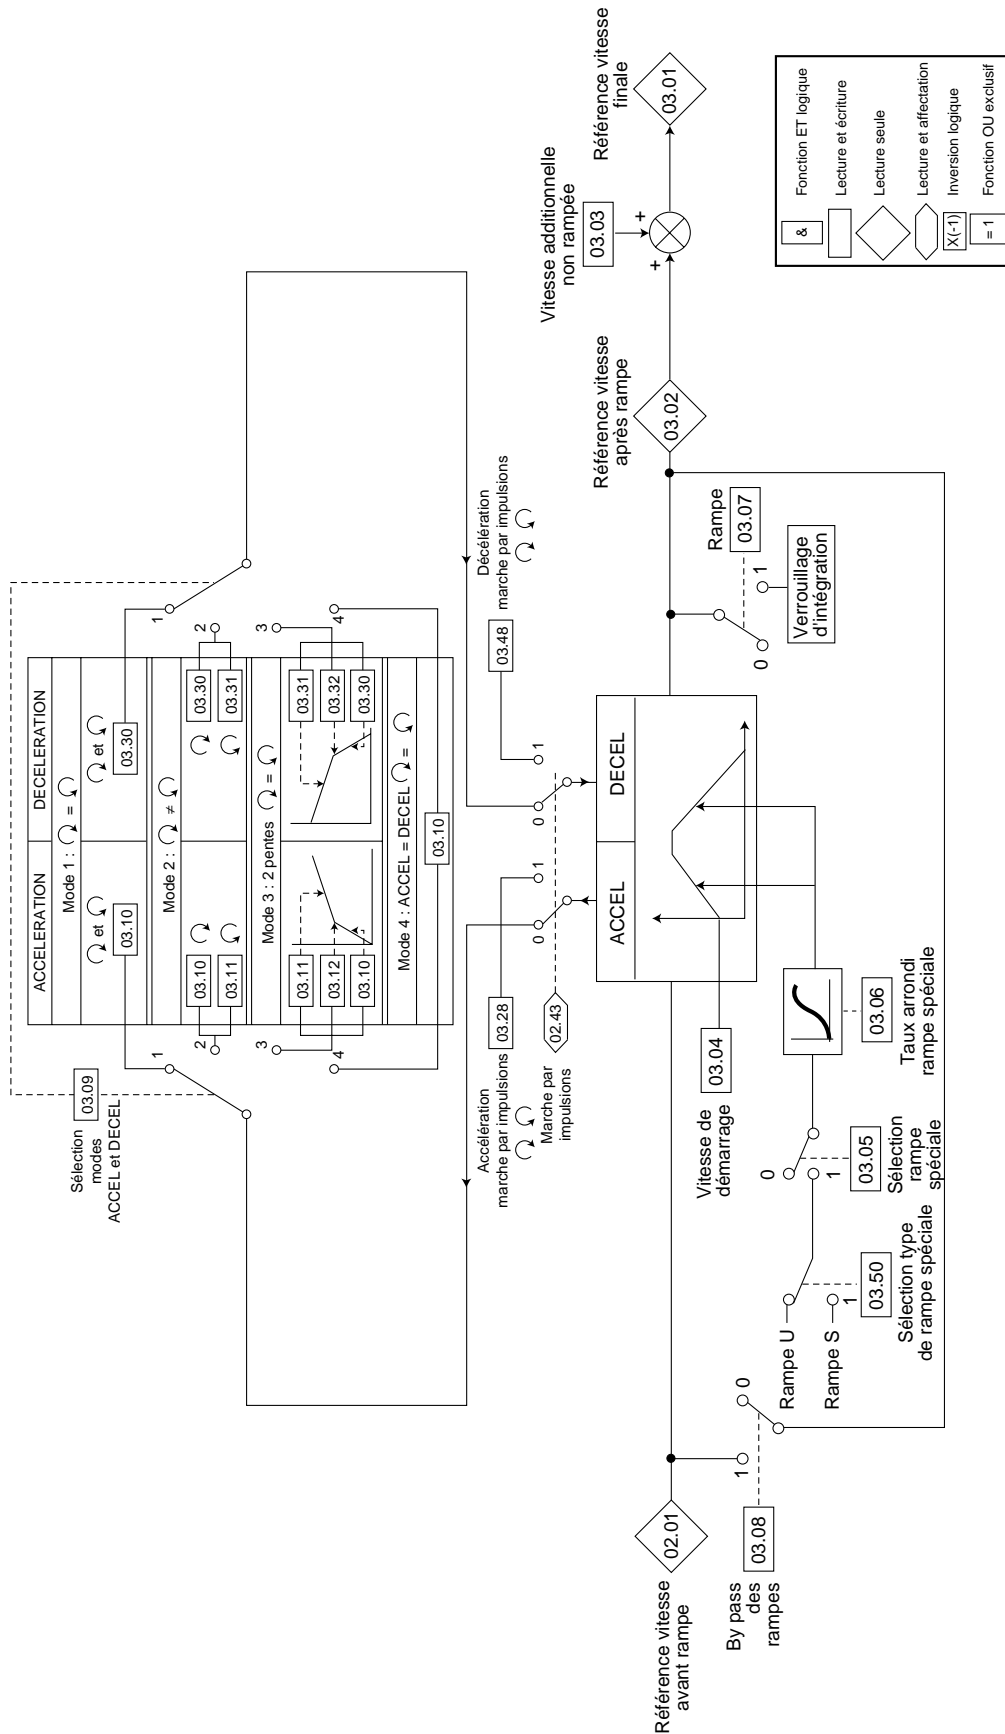 Sélection
modes
ACCEL et DECEL
03.09
ACCELERATION
DECELERATION
Mode 1 : =
et
03.10
et
03.30
1
1
Mode 2 : ≠
03.10
03.11
03.30
03.31
2
2
Mode 3 : 2 pentes =
03.11
03.12
03.10
03.31
03.32
03.30
3
3
Mode 4 : ACCEL = DECEL =
03.10
4
4
Accélération
marche par impulsions
03.28
Décélération
marche par impulsions
03.48
0
1
0
1
Marche par
impulsions
02.43
ACCEL
DECEL
Référence vitesse
avant rampe
02.01
By pass
des
rampes
03.08
1
0
Vitesse de
démarrage
03.04
Rampe U
Rampe S
1
03.50
Sélection type
de rampe spéciale
0
1
03.05
Sélection
rampe
spéciale
03.06
Taux arrondi
rampe spéciale
Rampe
03.07
0
1
Verrouillage
d'intégration
Référence vitesse
après rampe
03.02
Vitesse additionnelle
non rampée
03.03
+
+
Référence vitesse
finale
03.01
&
Fonction ET logique
Lecture et écriture
Lecture seule
Lecture et affectation
X(-1)
Inversion logique
= 1
Fonction OU exclusif